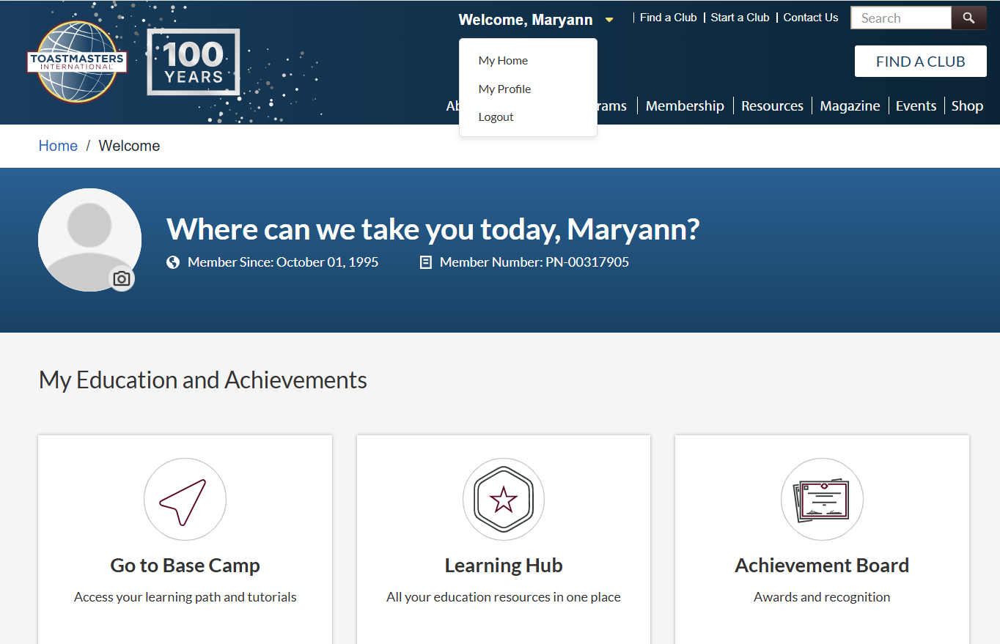 Welcome, Maryann
Find a Club | Start a Club | Contact Us
Search
TOASTMASTERS
INTERNATIONAL
100
YEARS
My Home
My Profile
Logout
FIND A CLUB
Membership
Resources
Magazine
Events
Shop
Home / Welcome
Where can we take you today, Maryann?
Member Since: October 01, 1995
Member Number: PN-00317905
My Education and Achievements
Go to Base Camp
Access your learning path and tutorials
Learning Hub
All your education resources in one place
Achievement Board
Awards and recognition